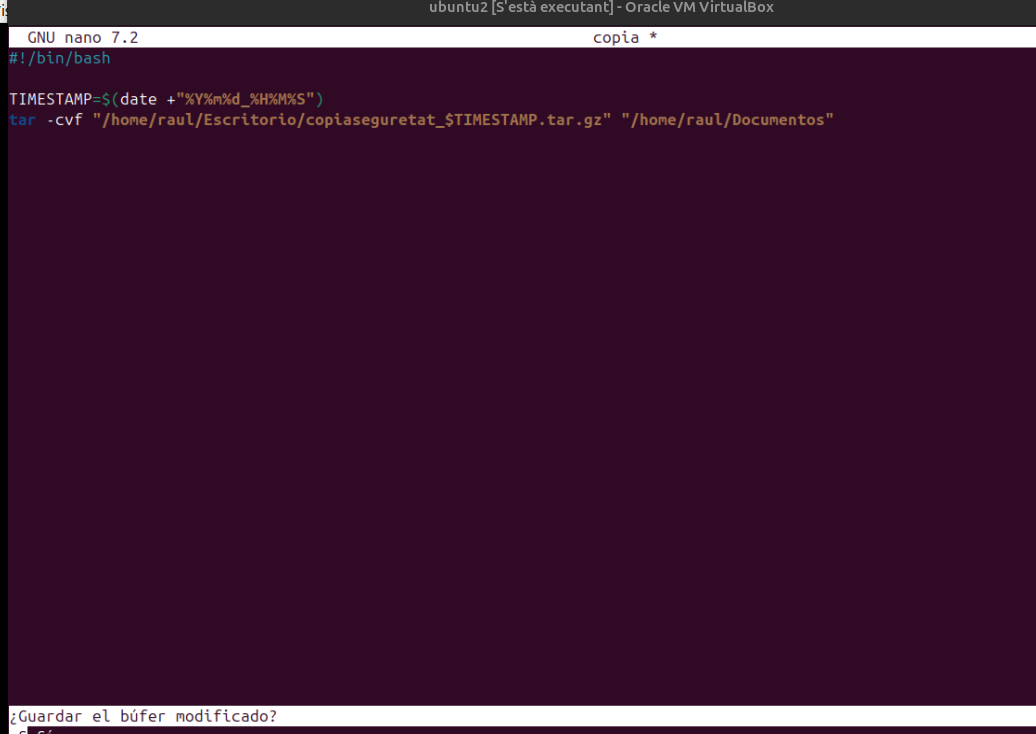 ubuntu2 [S'està executant] - Oracle VM VirtualBox
GNU nano 7.2 copia *
#!/bin/bash
TIMESTAMP=$(date +"%Y%m%d_%H%M%S")
tar -cvf "/home/raul/Escritorio/copiaseguretat_$TIMESTAMP.tar.gz" "/home/raul/Documentos"
¿Guardar el búfer modificado?